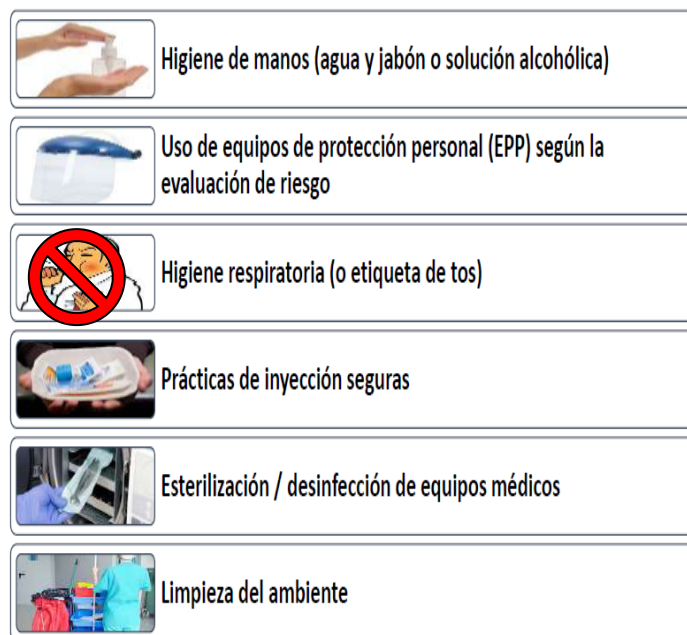 Higiene de manos (agua y jabón o solución alcohólica)
Uso de equipos de protección personal (EPP) según la
evaluación de riesgo
Higiene respiratoria (o etiqueta de tos)
Prácticas de inyección seguras
Esterilización / desinfección de equipos médicos
Limpieza del ambiente